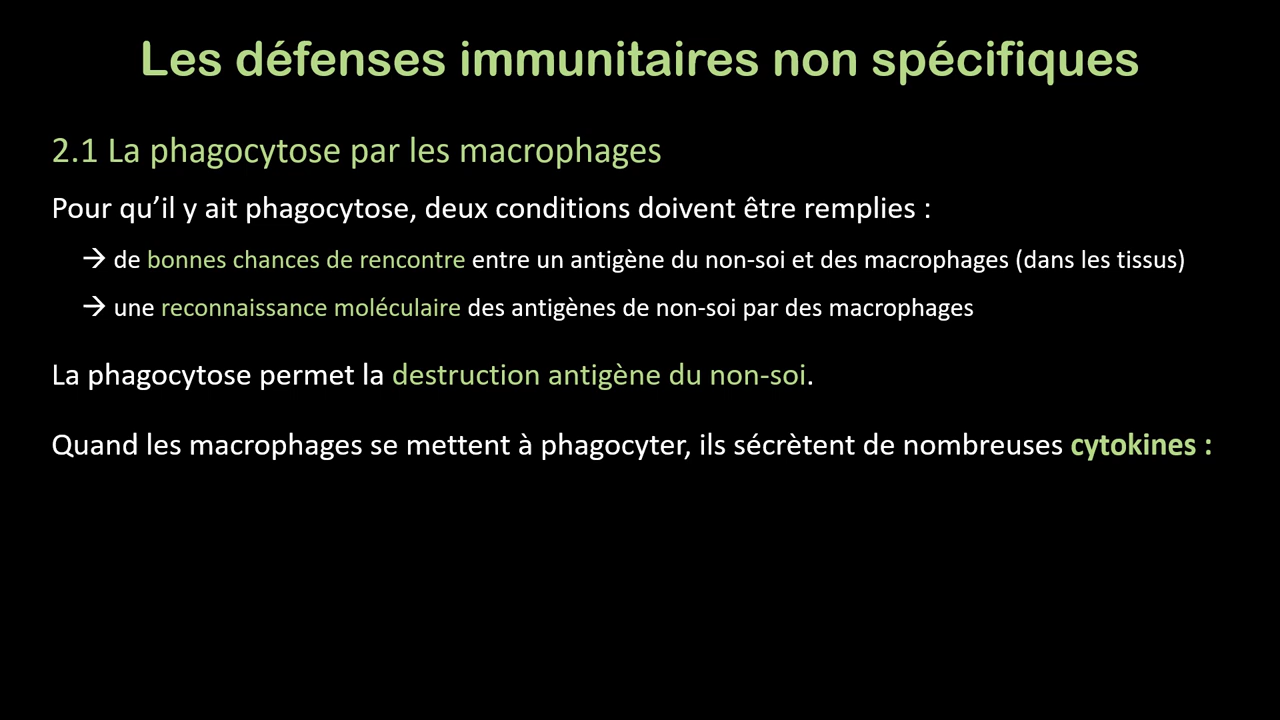 Les défenses immunitaires non spécifiques
2.1 La phagocytose par les macrophages
Pour qu’il y ait phagocytose, deux conditions doivent être remplies :
→ de bonnes chances de rencontre entre un antigène du non-soi et des macrophages (dans les tissus)
→ une reconnaissance moléculaire des antigènes de non-soi par des macrophages
La phagocytose permet la destruction antigène du non-soi.
Quand les macrophages se mettent à phagocyter, ils sécrètent de nombreuses cytokines :